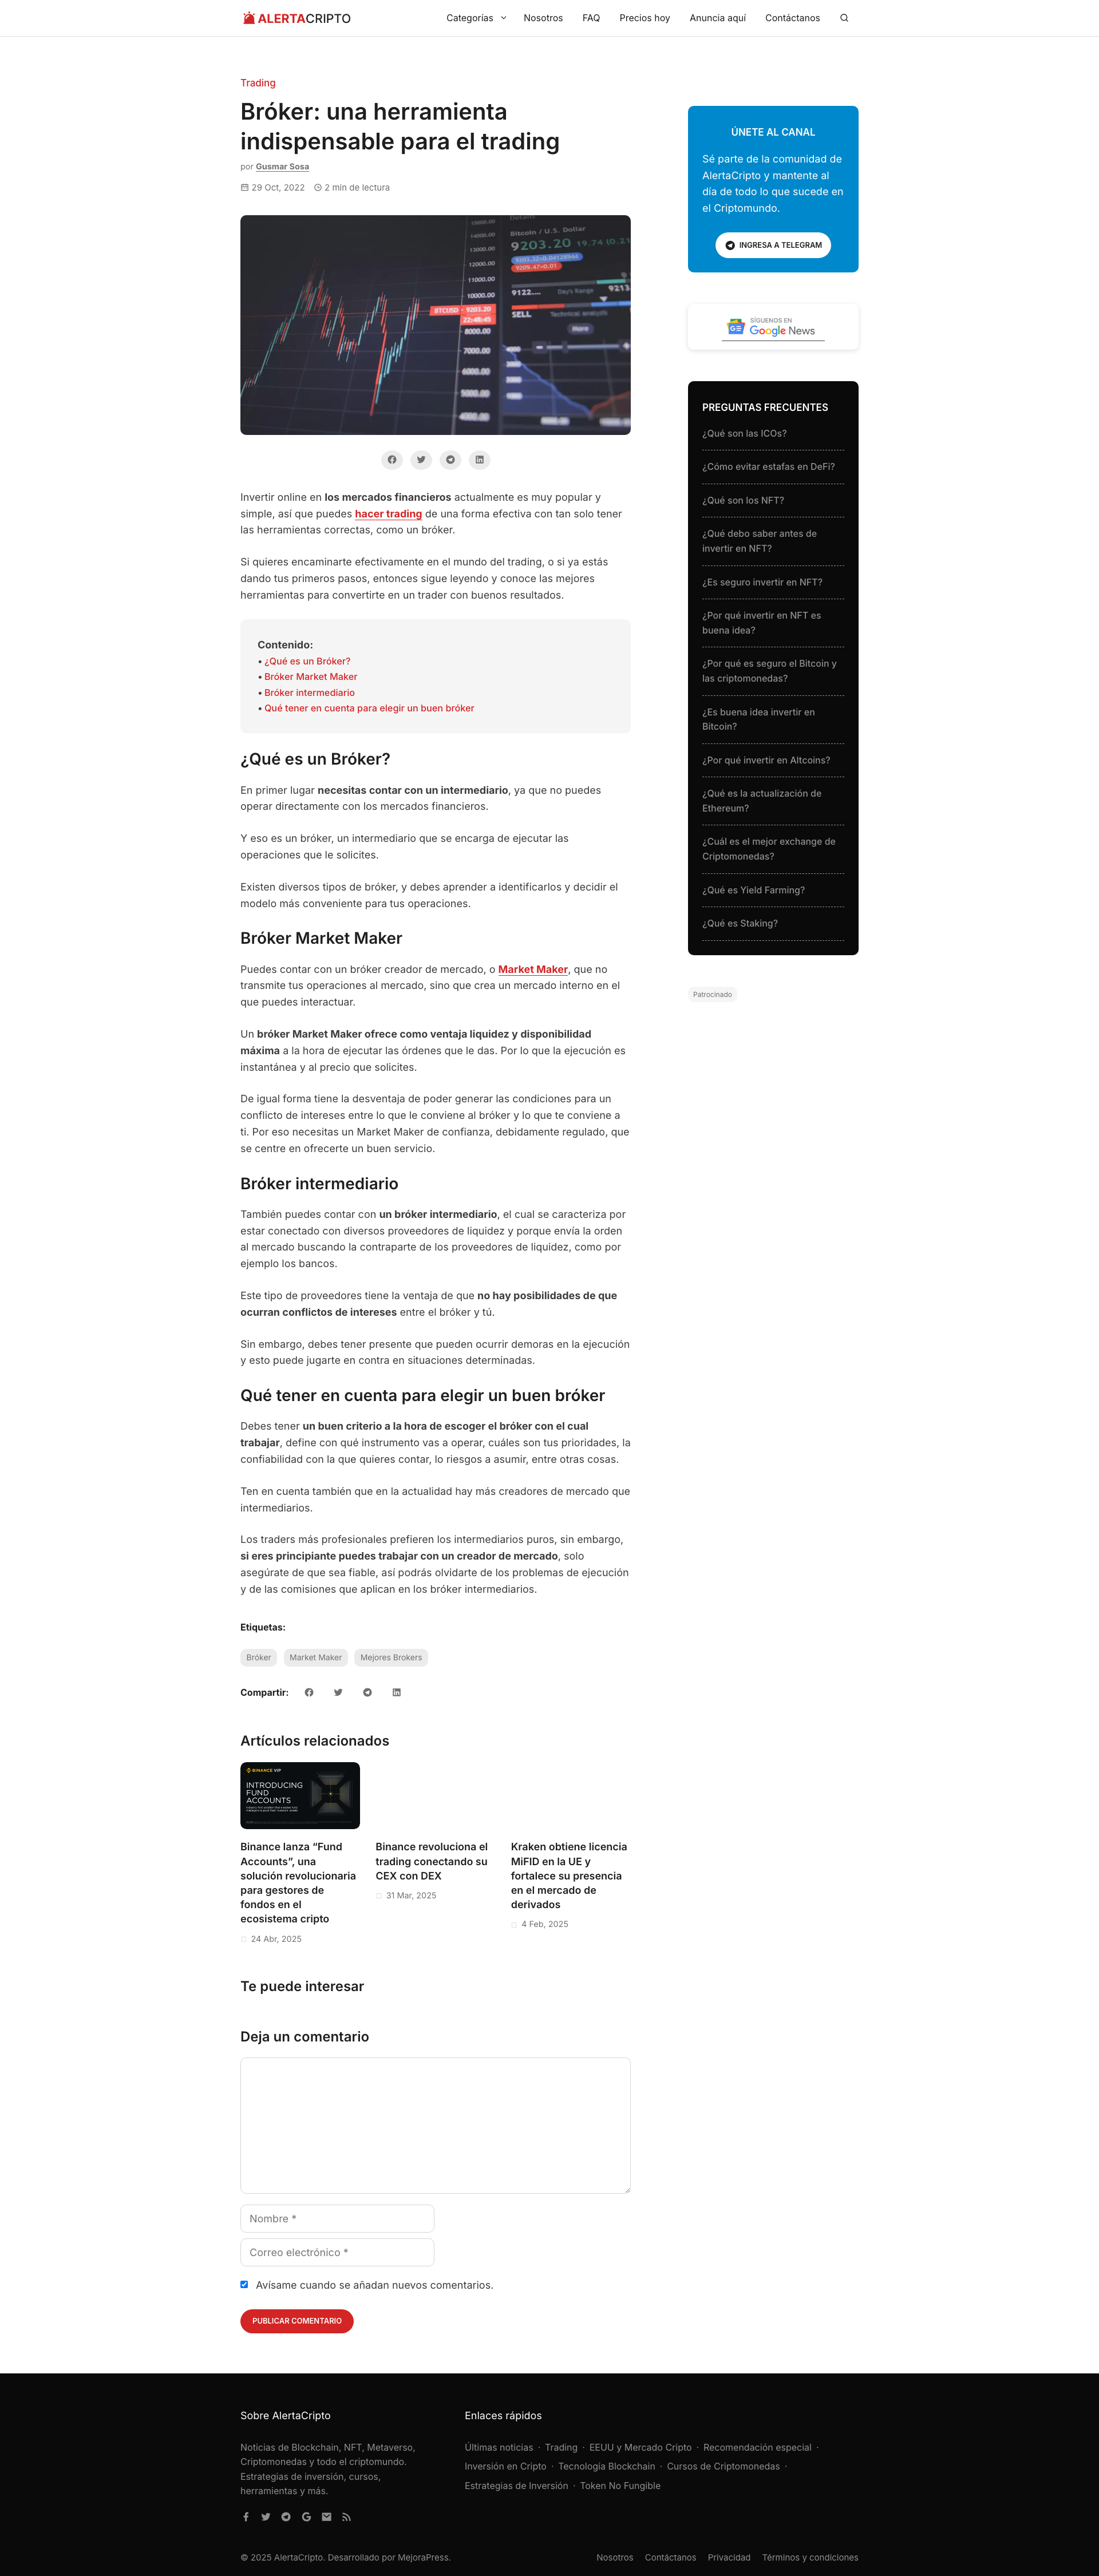 ALERTACRIPTO
Categorías
Nosotros
FAQ
Precios hoy
Anuncia aquí
Contáctanos
Trading
Bróker: una herramienta
indispensable para el trading
por Gusmar Sosa
29 Oct, 2022
2 min de lectura
Bitcoin / U.S. Dollar
9203.20
BTCUSD
9203.20
22:48:45
8000.00
7000.00
6000.00
5000.00
4000.00
SELL
Day's Range
Technical analysis
More
Invertir online en los mercados financieros actualmente es muy popular y
simple, así que puedes hacer trading de una forma efectiva con tan solo tener
las herramientas correctas, como un bróker.
Si quieres encaminarte efectivamente en el mundo del trading, o si ya estás
dando tus primeros pasos, entonces sigue leyendo y conoce las mejores
herramientas para convertirte en un trader con buenos resultados.
Contenido:
• ¿Qué es un Bróker?
• Bróker Market Maker
• Bróker intermediario
• Qué tener en cuenta para elegir un buen bróker
¿Qué es un Bróker?
En primer lugar necesitas contar con un intermediario, ya que no puedes
operar directamente con los mercados financieros.
Y eso es un bróker, un intermediario que se encarga de ejecutar las
operaciones que le solicites.
Existen diversos tipos de bróker, y debes aprender a identificarlos y decidir el
modelo más conveniente para tus operaciones.
Bróker Market Maker
Puedes contar con un bróker creador de mercado, o Market Maker, que no
transmite tus operaciones al mercado, sino que crea un mercado interno en el
que puedes interactuar.
Un bróker Market Maker ofrece como ventaja liquidez y disponibilidad
máxima a la hora de ejecutar las órdenes que le das. Por lo que la ejecución es
instantánea y al precio que solicites.
De igual forma tiene la desventaja de poder generar las condiciones para un
conflicto de intereses entre lo que le conviene al bróker y lo que te conviene a
ti. Por eso necesitas un Market Maker de confianza, debidamente regulado, que
se centre en ofrecerte un buen servicio.
Bróker intermediario
También puedes contar con un bróker intermediario, el cual se caracteriza por
estar conectado con diversos proveedores de liquidez y porque envía la orden
al mercado buscando la contraparte de los proveedores de liquidez, como por
ejemplo los bancos.
Este tipo de proveedores tiene la ventaja de que no hay posibilidades de que
ocurran conflictos de intereses entre el bróker y tú.
Sin embargo, debes tener presente que pueden ocurrir demoras en la ejecución
y esto puede jugarte en contra en situaciones determinadas.
Qué tener en cuenta para elegir un buen bróker
Debes tener un buen criterio a la hora de escoger el bróker con el cual
trabajar, define con qué instrumento vas a operar, cuáles son tus prioridades, la
confiabilidad con la que quieres contar, lo riesgos a asumir, entre otras cosas.
Ten en cuenta también que en la actualidad hay más creadores de mercado que
intermediarios.
Los traders más profesionales prefieren los intermediarios puros, sin embargo,
si eres principiante puedes trabajar con un creador de mercado, solo
asegúrate de que sea fiable, así podrás olvidarte de los problemas de ejecución
y de las comisiones que aplican en los bróker intermediarios.
Etiquetas:
Bróker
Market Maker
Mejores Brokers
Compartir:
Artículos relacionados
BINANCE VIP
INTRODUCING
FUND
ACCOUNTS
Binance lanza “Fund
Accounts”, una
solución revolucionaria
para gestores de
fondos en el
ecosistema cripto
24 Abr, 2025
Binance revoluciona el
trading conectando su
CEX con DEX
31 Mar, 2025
Kraken obtiene licencia
MiFID en la UE y
fortalece su presencia
en el mercado de
derivados
4 Feb, 2025
Te puede interesar
Deja un comentario
Nombre *
Correo electrónico *
Avísame cuando se añadan nuevos comentarios.
PUBLICAR COMENTARIO
ÚNETE AL CANAL
Sé parte de la comunidad de
AlertaCripto y mantente al
día de todo lo que sucede en
el Criptomundo.
INGRESA A TELEGRAM
SÍGUENOS EN
Google News
PREGUNTAS FRECUENTES
¿Qué son las ICOs?
¿Cómo evitar estafas en DeFi?
¿Qué son los NFT?
¿Qué debo saber antes de
invertir en NFT?
¿Es seguro invertir en NFT?
¿Por qué invertir en NFT es
buena idea?
¿Por qué es seguro el Bitcoin y
las criptomonedas?
¿Es buena idea invertir en
Bitcoin?
¿Por qué invertir en Altcoins?
¿Qué es la actualización de
Ethereum?
¿Cuál es el mejor exchange de
Criptomonedas?
¿Qué es Yield Farming?
¿Qué es Staking?
Patrocinado
Sobre AlertaCripto
Noticias de Blockchain, NFT, Metaverso,
Criptomonedas y todo el criptomundo.
Estrategias de inversión, cursos,
herramientas y más.
Enlaces rápidos
Últimas noticias · Trading · EEUU y Mercado Cripto · Recomendación especial ·
Inversión en Cripto · Tecnología Blockchain · Cursos de Criptomonedas ·
Estrategias de Inversión · Token No Fungible
© 2025 AlertaCripto. Desarrollado por MejoraPress.
Nosotros
Contáctanos
Privacidad
Términos y condiciones